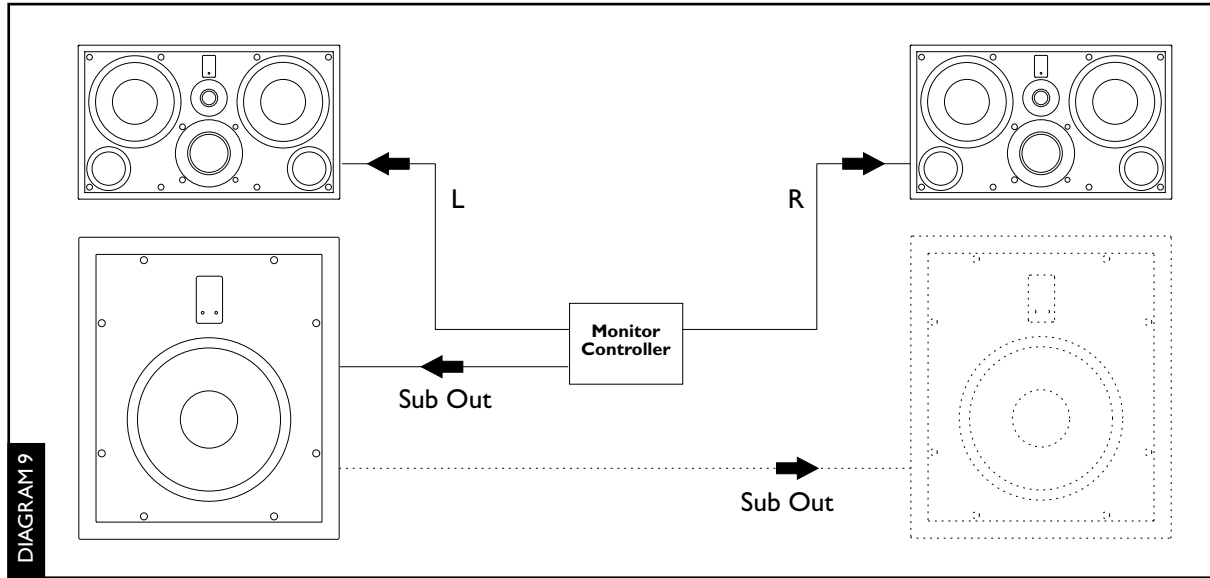 L
R
Monitor
Controller
Sub Out
Sub Out
DIAGRAM 9